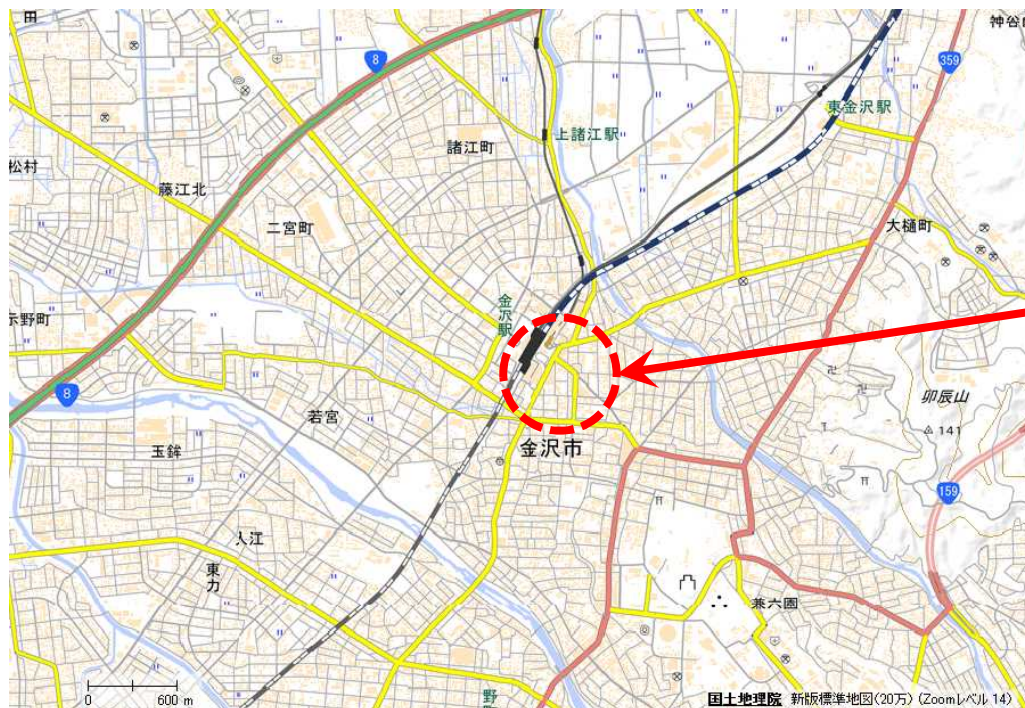 田
8
神谷
359
東金沢駅
上諸江駅
諸江町
松村
藤江北
二宮町
大樋町
金沢駅
示野町
8
若宮
卯辰山
141
金沢市
玉鉾
159
入江
東力
兼六園
0 600 m
野
国土地理院 新版標準地図(20万) (Zoomレベル 14)